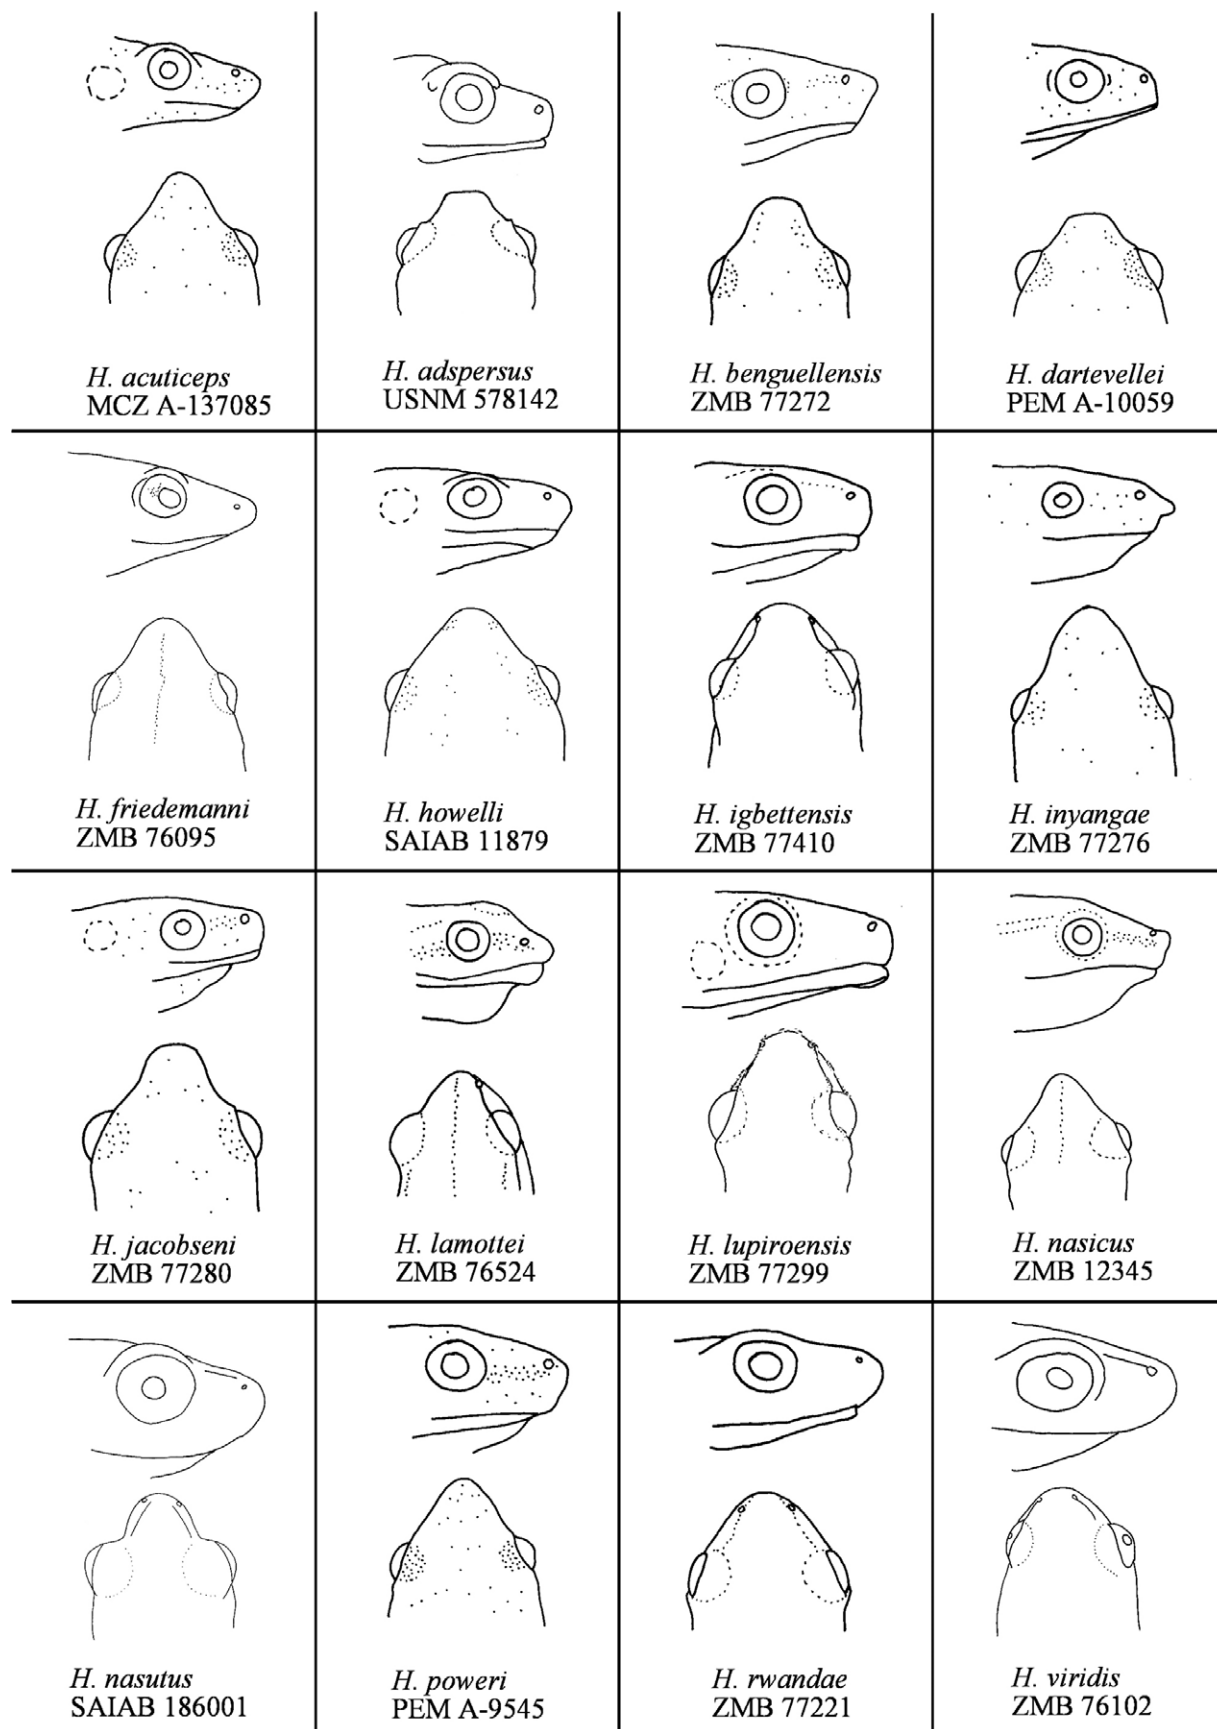 H. acuticeps
MCZ A-137085
H. adspersus
USNM 578142
H. benguellensis
ZMB 77272
H. dartevellei
PEM A-10059
H. friedemanni
ZMB 76095
H. howelli
SAIAB 11879
H. igbettensis
ZMB 77410
H. inyangae
ZMB 77276
H. jacobseni
ZMB 77280
H. lamottei
ZMB 76524
H. lupiroensis
ZMB 77299
H. nasicus
ZMB 12345
H. nasutus
SAIAB 186001
H. poweri
PEM A-9545
H. rwandae
ZMB 77221
H. viridis
ZMB 76102